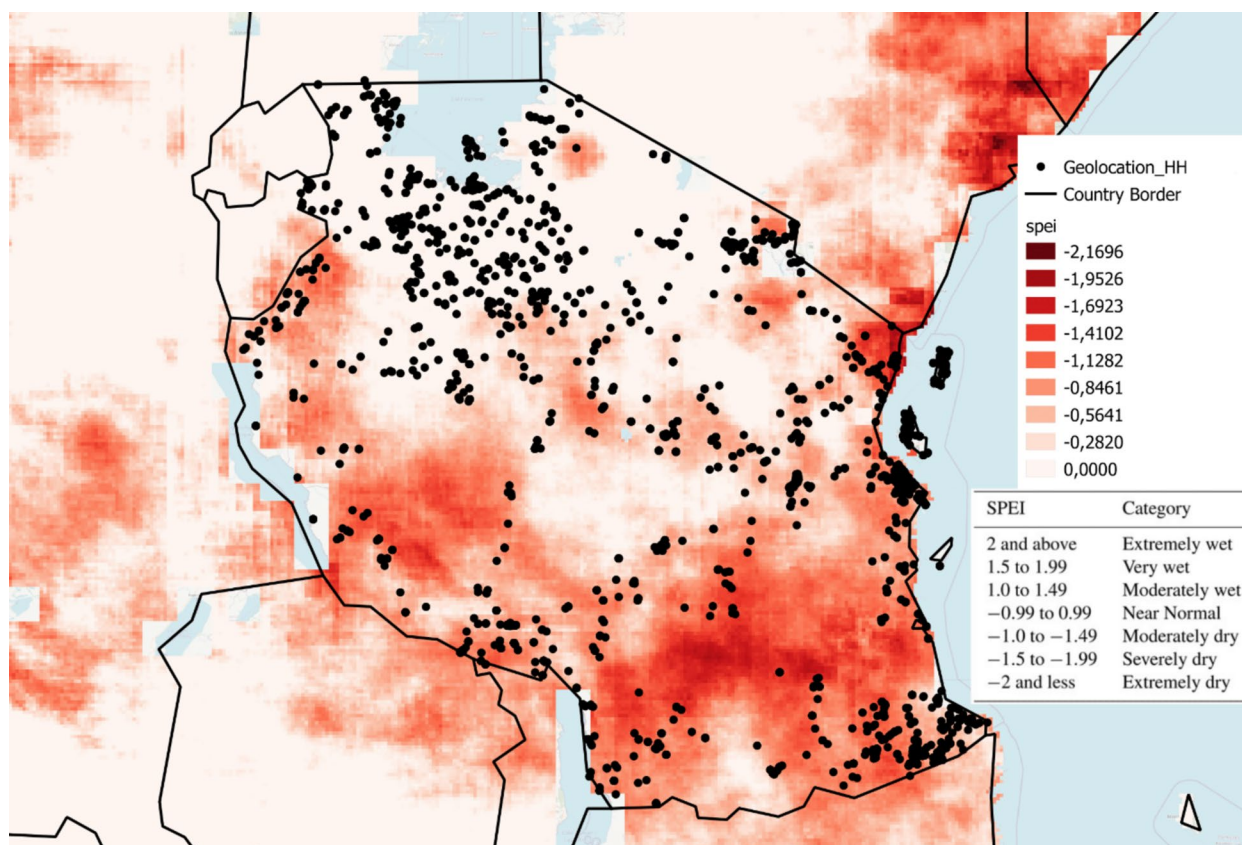 Geolocation_HH
Country Border
spei
-2,1696
-1,9526
-1,6923
-1,4102
-1,1282
-0,8461
-0,5641
-0,2820
0,0000
SPEI Category
2 and above Extremely wet
1.5 to 1.99 Very wet
1.0 to 1.49 Moderately wet
−0.99 to 0.99 Near Normal
−1.0 to −1.49 Moderately dry
−1.5 to −1.99 Severely dry
−2 and less Extremely dry